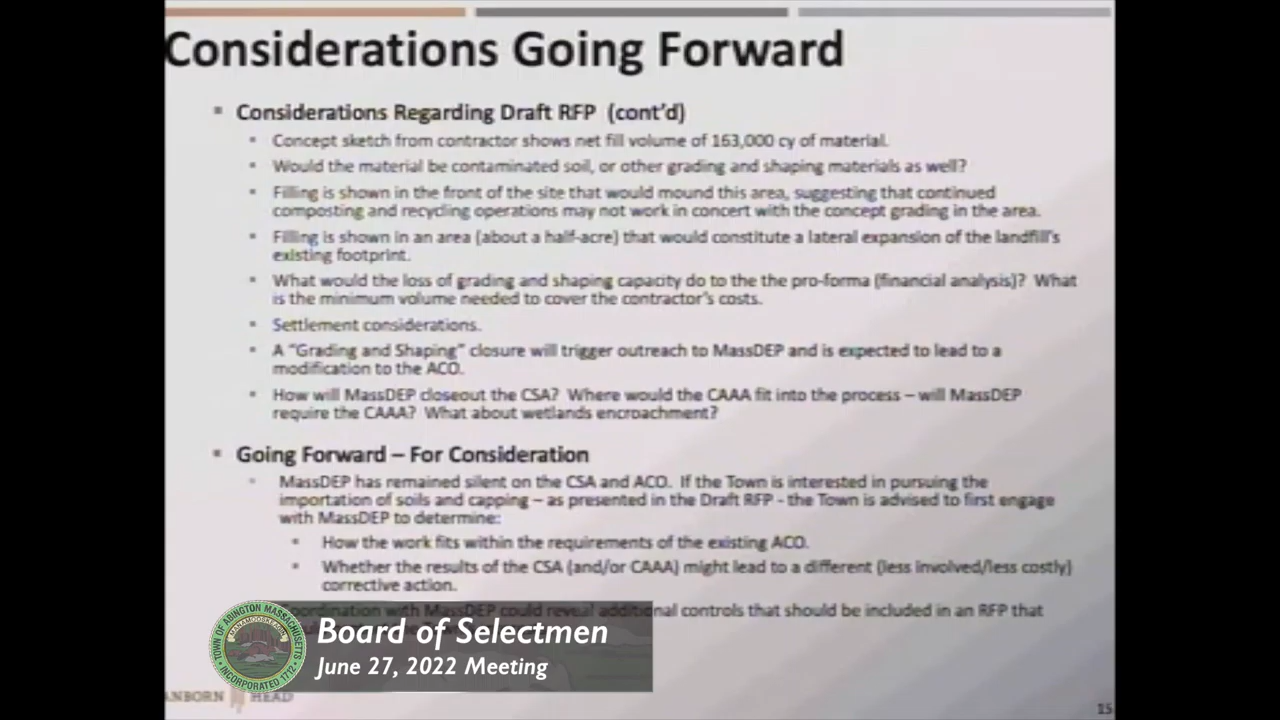 Considerations Going Forward
Considerations Regarding Draft RFP (cont'd)
Concept sketch from contractor shows net fill volume of 163,000 cy of material.
Would the material be contaminated soil, or other grading and shaping materials as well?
Filling is shown in the front of the site that would mound this area, suggesting that continued
composting and recycling operations may not work in concert with the concept grading in the area.
Filling is shown in an area (about a half-acre) that would constitute a lateral expansion of the landfill's
existing footprint.
What would the loss of grading and shaping capacity do to the the pro-forma (financial analysis)? What
is the minimum volume needed to cover the contractor's costs.
Settlement considerations.
A "Grading and Shaping" closure will trigger outreach to MassDEP and is expected to lead to a
modification to the ACO.
How will MassDEP closeout the CSA? Where would the CAAA fit into the process – will MassDEP
require the CAAA? What about wetlands encroachment?
Going Forward – For Consideration
MassDEP has remained silent on the CSA and ACO. If the Town is interested in pursuing the
importation of soils and capping – as presented in the Draft RFP - the Town is advised to first engage
with MassDEP to determine:
How the work fits within the requirements of the existing ACO.
Whether the results of the CSA (and/or CAAA) might lead to a different (less involved/less costly)
corrective action.
with MassDEP could reveal additional controls that should be included in an RFP that
TOWN OF ABINGTON MASSACHUSETTS
INCORPORATED 1712
Board of Selectmen
June 27, 2022 Meeting
ANBORN HEAD
15